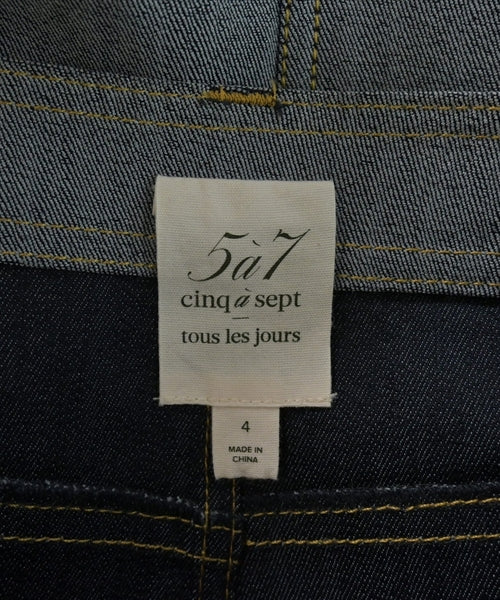 5à7
cinq à sept
tous les jours
4
MADE IN
CHINA